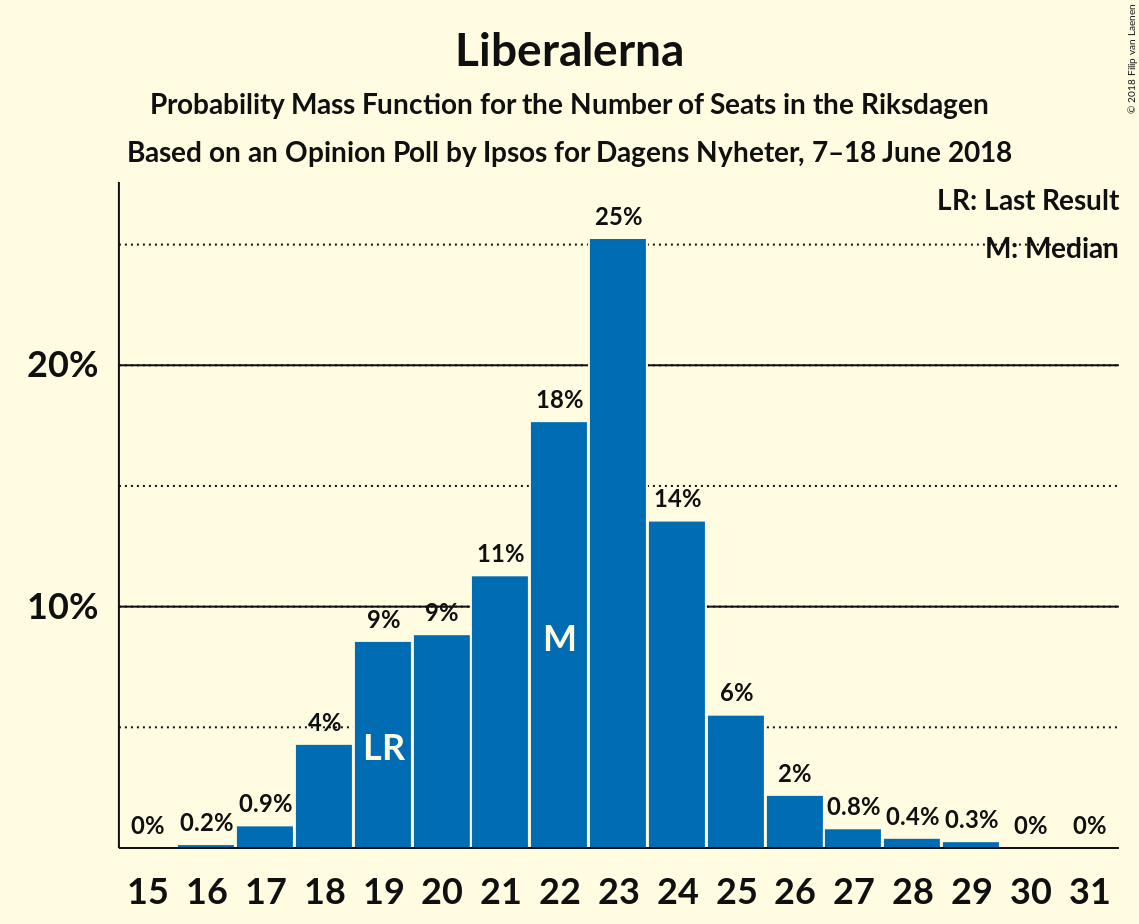 Liberalerna
Probability Mass Function for the Number of Seats in the Riksdagen
Based on an Opinion Poll by Ipsos for Dagens Nyheter, 7–18 June 2018
© 2018 Filip van Laenen
LR: Last Result
M: Median
20%
10%
0%
0.2%
0.9%
4%
9%
9%
11%
18%
25%
14%
6%
2%
0.8%
0.4%
0.3%
0%
0%
LR
M
15 16 17 18 19 20 21 22 23 24 25 26 27 28 29 30 31